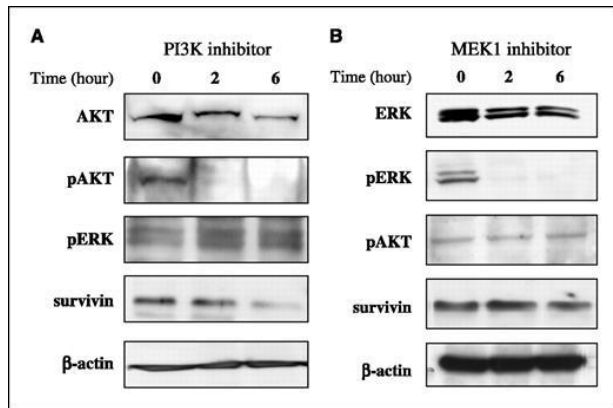 A
PI3K inhibitor
Time (hour) 0 2 6
AKT
pAKT
pERK
survivin
β-actin
B
MEK1 inhibitor
Time (hour) 0 2 6
ERK
pERK
pAKT
survivin
β-actin